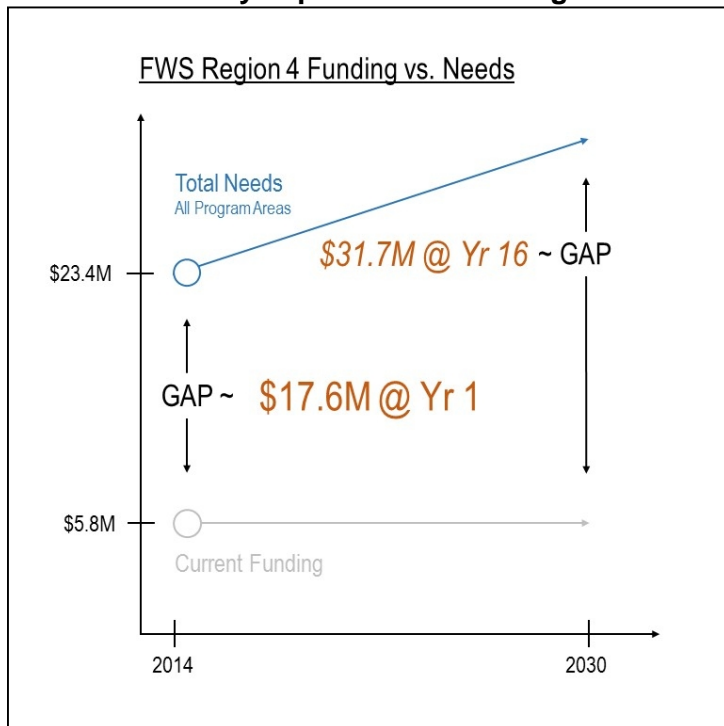 FWS Region 4 Funding vs. Needs
Total Needs
All Program Areas
$31.7M @ Yr 16 ~ GAP
$23.4M
GAP ~ $17.6M @ Yr 1
$5.8M
Current Funding
2014
2030